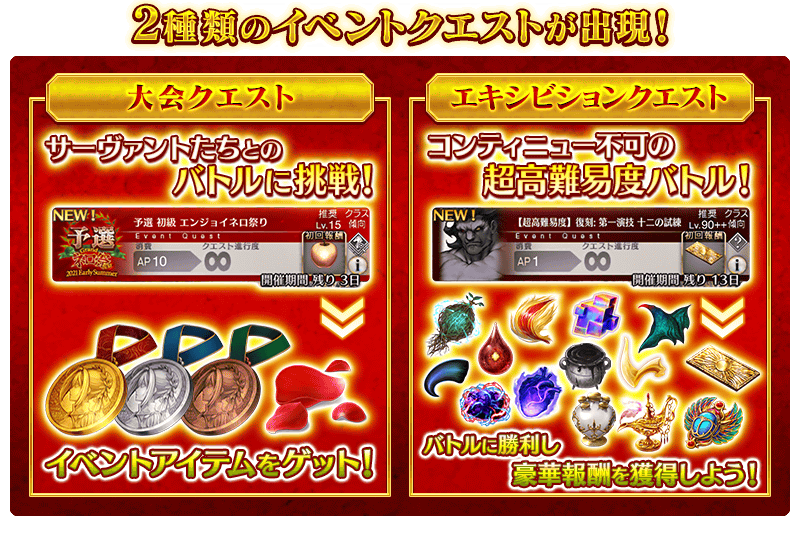 2種類のイベントクエストが出現!
大会クエスト
サーヴァントたちとの
バトルに挑戦!
NEW!
予選
ネロ祭
2021 Early Summer
予選 初級 エンジョイネロ祭り
Event Quest
推奨 クラス
Lv.15 傾向
消費
クエスト進行度
初回報酬
AP10
∞
開催期間 残り 3日
イベントアイテムをゲット!
エキシビションクエスト
コンティニュー不可の
超高難易度バトル!
NEW!
【超高難易度】復刻: 第一演技 十二の試練
Event Quest
推奨 クラス
Lv.90++ 傾向
消費
クエスト進行度
初回報酬
AP1
∞
?
開催期間 残り 13日
バトルに勝利し
豪華報酬を獲得しよう!